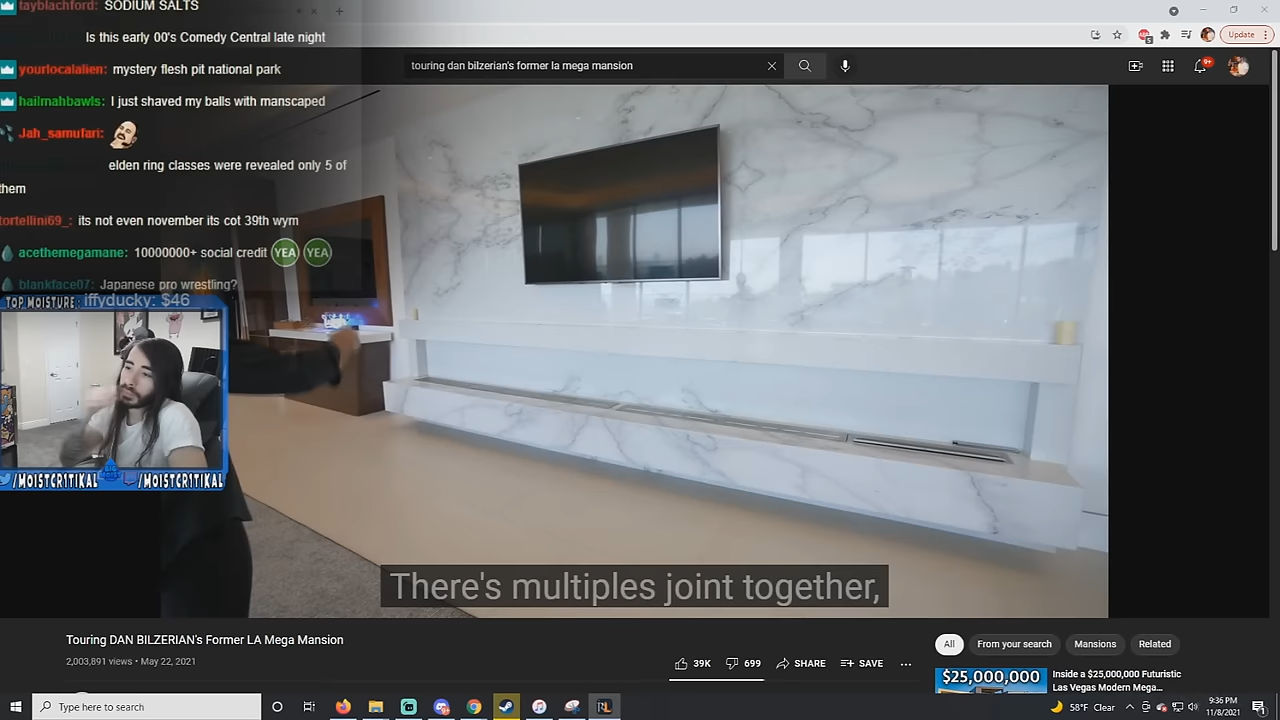 tayblachford: SODIUM SALTS
Is this early 00's Comedy Central late night
yourlocalalien: mystery flesh pit national park
hailmahbawls: I just shaved my balls with manscaped
Jah_samufari:
elden ring classes were revealed only 5 of
them
tortellini69_: its not even november its cot 39th wym
acethemegamane: 10000000+ social credit YEA YEA
blankface07: Japanese pro wrestling?
TOP MOISTURE: iffyducky: $46
/MOISTCR1TIKAL /MOISTCR1TIKAL
Update
touring dan bilzerian's former la mega mansion
9+
There's multiples joint together,
Touring DAN BILZERIAN's Former LA Mega Mansion
2,003,891 views • May 22, 2021
39K 699 SHARE SAVE
All From your search Mansions Related
$25,000,000
Inside a $25,000,000 Futuristic
Las Vegas Modern Mega...
Type here to search
58°F Clear
9:36 PM
11/8/2021